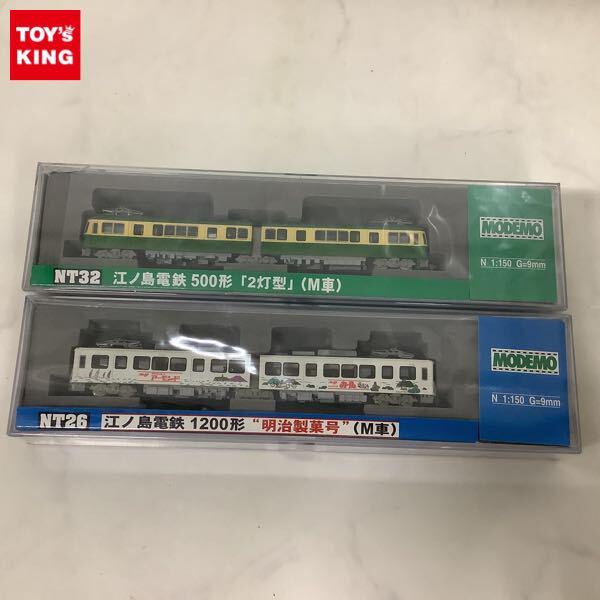 TOY'S
KING
MODEMO
N 1:150 G=9mm
NT32 江ノ島電鉄 500形「2灯型」(M車)
MODEMO
N 1:150 G=9mm
NT26 江ノ島電鉄 1200形 "明治製菓号" (M車)